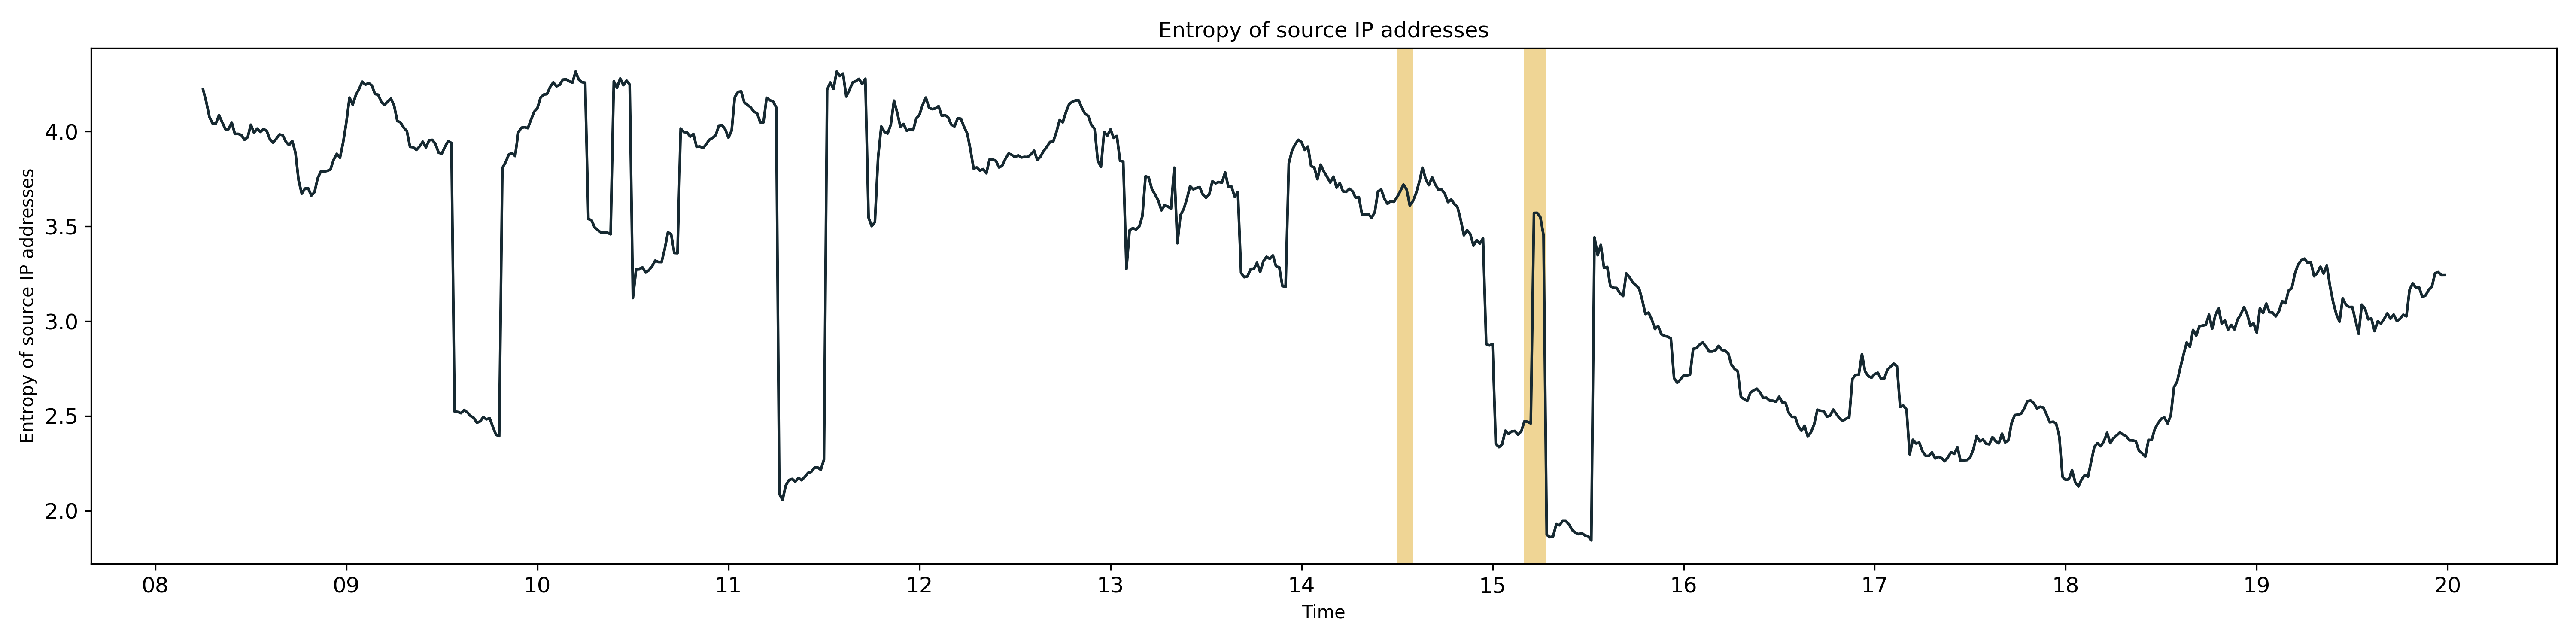 Entropy of source IP addresses
Entropy of source IP addresses
4.0
3.5
3.0
2.5
2.0
08 09 10 11 12 13 14 15 16 17 18 19 20
Time